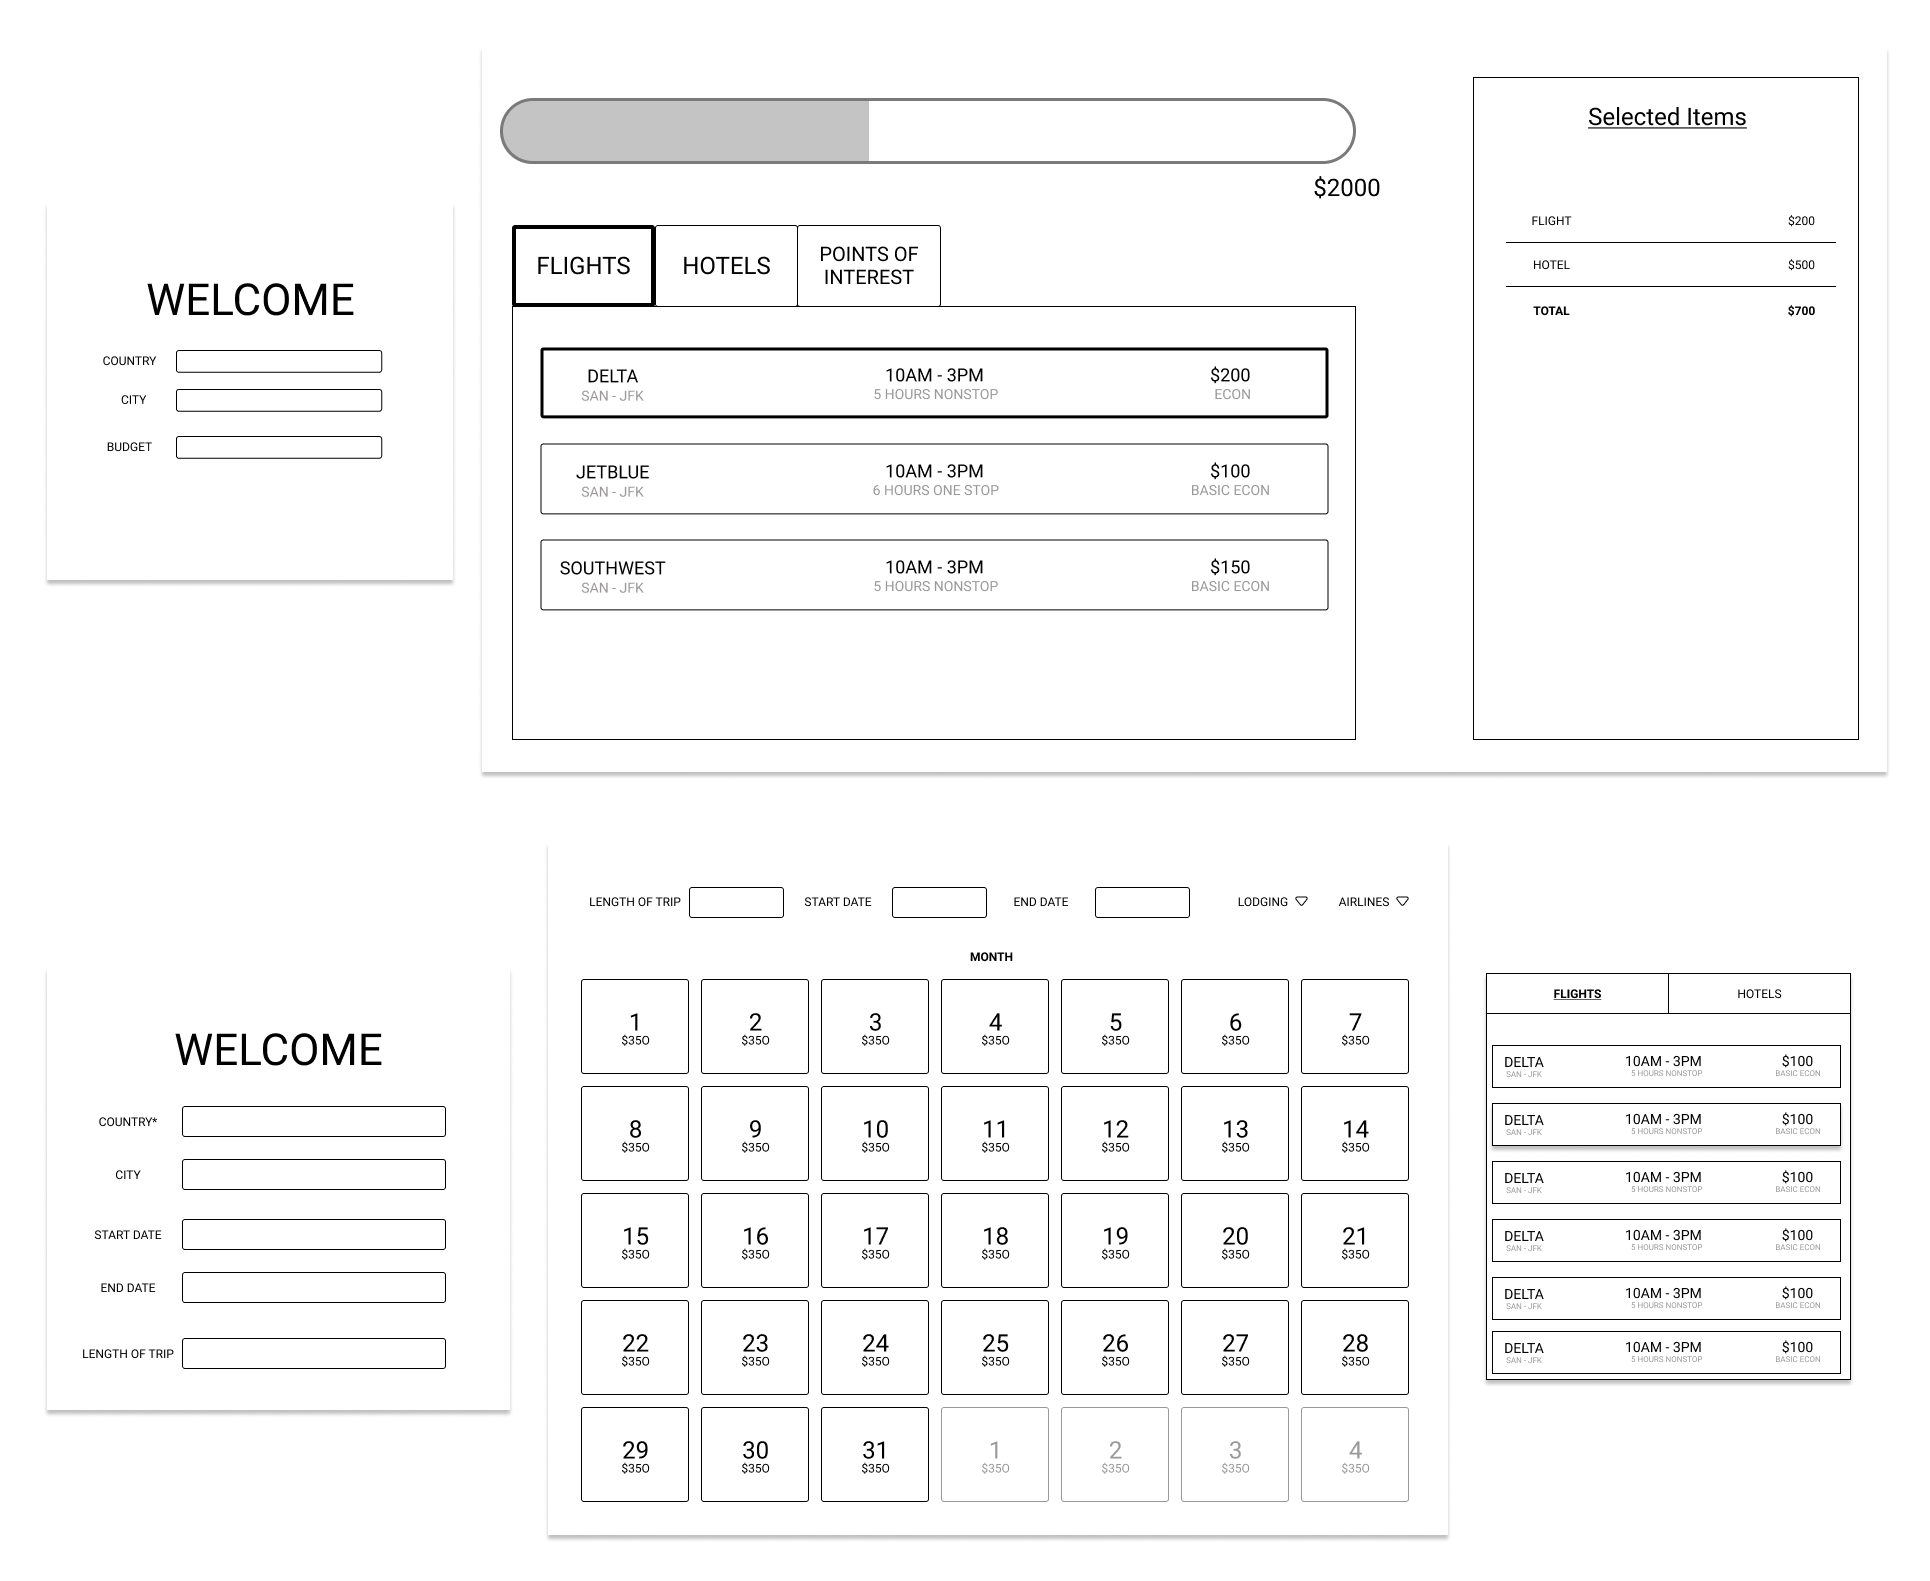 WELCOME
COUNTRY
CITY
BUDGET
$2000
FLIGHTS
HOTELS
POINTS OF
INTEREST
DELTA 10AM - 3PM $200
SAN - JFK 5 HOURS NONSTOP ECON
JETBLUE 10AM - 3PM $100
SAN - JFK 6 HOURS ONE STOP BASIC ECON
SOUTHWEST 10AM - 3PM $150
SAN - JFK 5 HOURS NONSTOP BASIC ECON
Selected Items
FLIGHT $200
HOTEL $500
TOTAL $700
WELCOME
COUNTRY*
CITY
START DATE
END DATE
LENGTH OF TRIP
LENGTH OF TRIP START DATE END DATE LODGING AIRLINES
MONTH
1 2 3 4 5 6 7
$350 $350 $350 $350 $350 $350 $350
8 9 10 11 12 13 14
$350 $350 $350 $350 $350 $350 $350
15 16 17 18 19 20 21
$350 $350 $350 $350 $350 $350 $350
22 23 24 25 26 27 28
$350 $350 $350 $350 $350 $350 $350
29 30 31 1 2 3 4
$350 $350 $350 $350 $350 $350 $350
FLIGHTS HOTELS
DELTA 10AM - 3PM $100
SAN - JFK 5 HOURS NONSTOP BASIC ECON
DELTA 10AM - 3PM $100
SAN - JFK 5 HOURS NONSTOP BASIC ECON
DELTA 10AM - 3PM $100
SAN - JFK 5 HOURS NONSTOP BASIC ECON
DELTA 10AM - 3PM $100
SAN - JFK 5 HOURS NONSTOP BASIC ECON
DELTA 10AM - 3PM $100
SAN - JFK 5 HOURS NONSTOP BASIC ECON
DELTA 10AM - 3PM $100
SAN - JFK 5 HOURS NONSTOP BASIC ECON